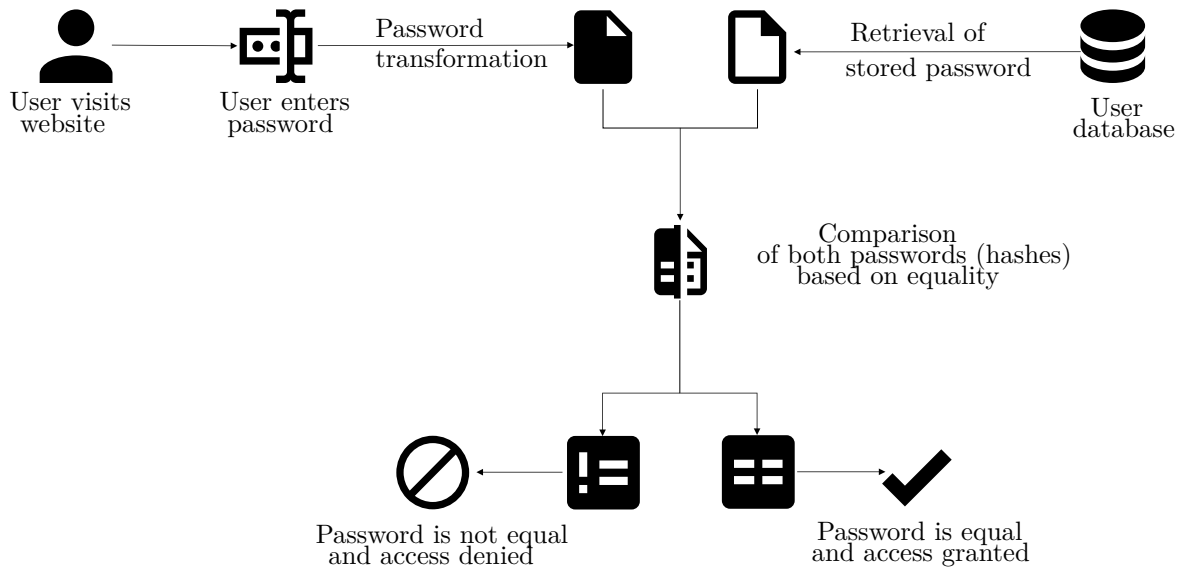 Password
transformation
Retrieval of
stored password
User visits
website
User enters
password
User
database
Comparison
of both passwords (hashes)
based on equality
Password is not equal
and access denied
Password is equal
and access granted